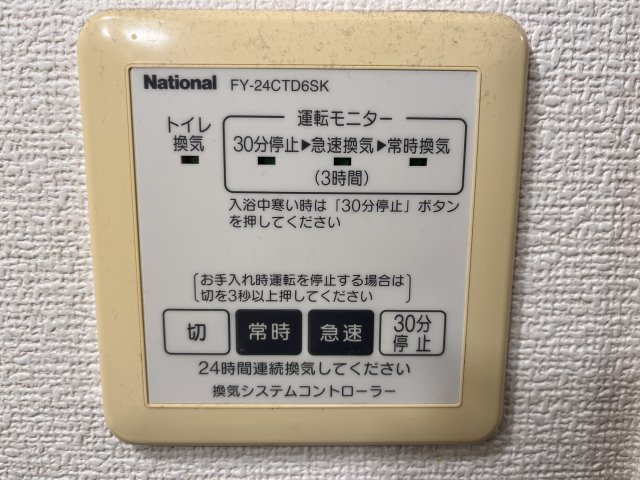 National FY-24CTD6SK
運転モニター
トイレ
換気
30分停止▶急速換気▶常時換気
(3時間)
入浴中寒い時は「30分停止」ボタン
を押してください
お手入れ時運転を停止する場合は
切を3秒以上押してください
切 常時 急速 30分
停止
24時間連続換気してください
換気システムコントローラー